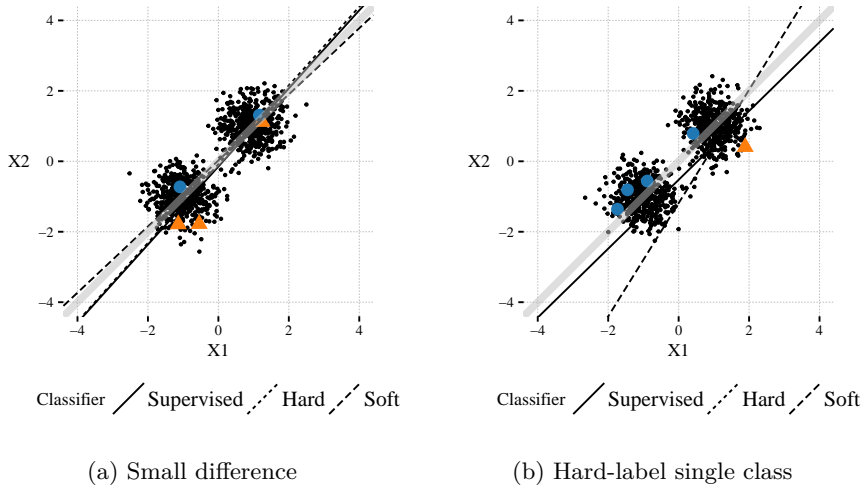 4 4
2 2
X2 0 X2 0
−2 −2
−4 −4
−4 −2 0 2 4 −4 −2 0 2 4
X1 X1
Classifier Supervised Hard Soft Classifier Supervised Hard Soft
(a) Small difference (b) Hard-label single class